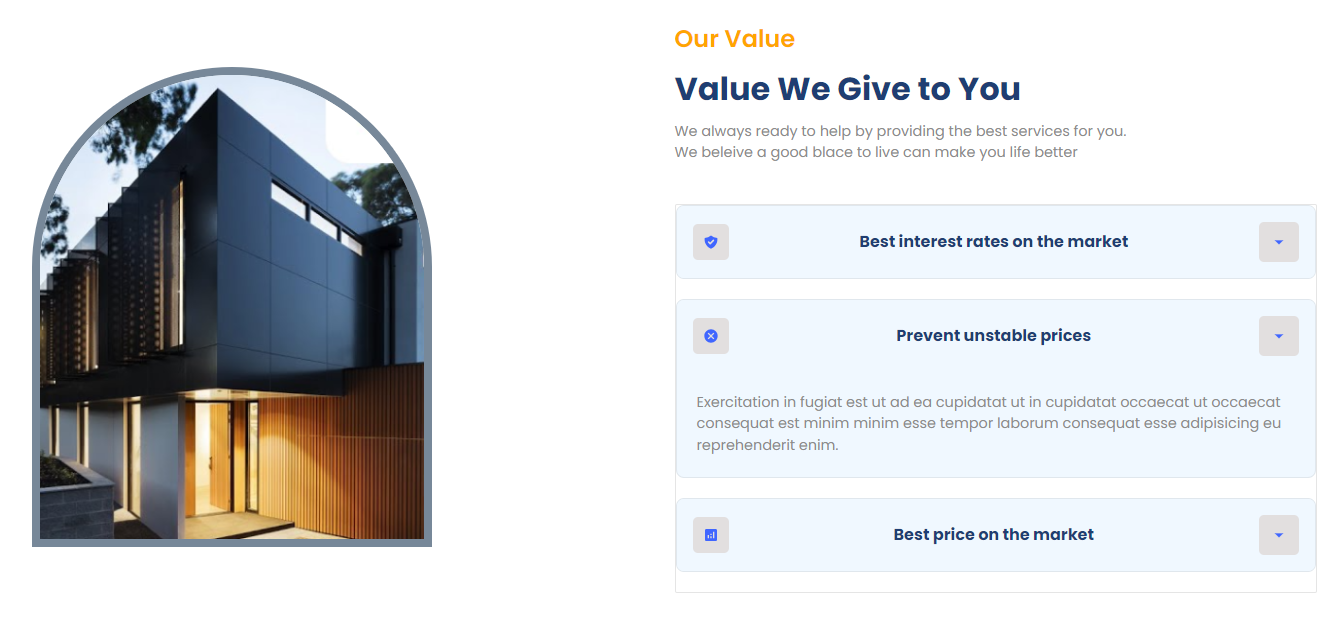 Our Value
Value We Give to You
We always ready to help by providing the best services for you.
We beleive a good blace to live can make you life better
Best interest rates on the market
Prevent unstable prices
Exercitation in fugiat est ut ad ea cupidatat ut in cupidatat occaecat ut occaecat
consequat est minim minim esse tempor laborum consequat esse adipisicing eu
reprehenderit enim.
Best price on the market